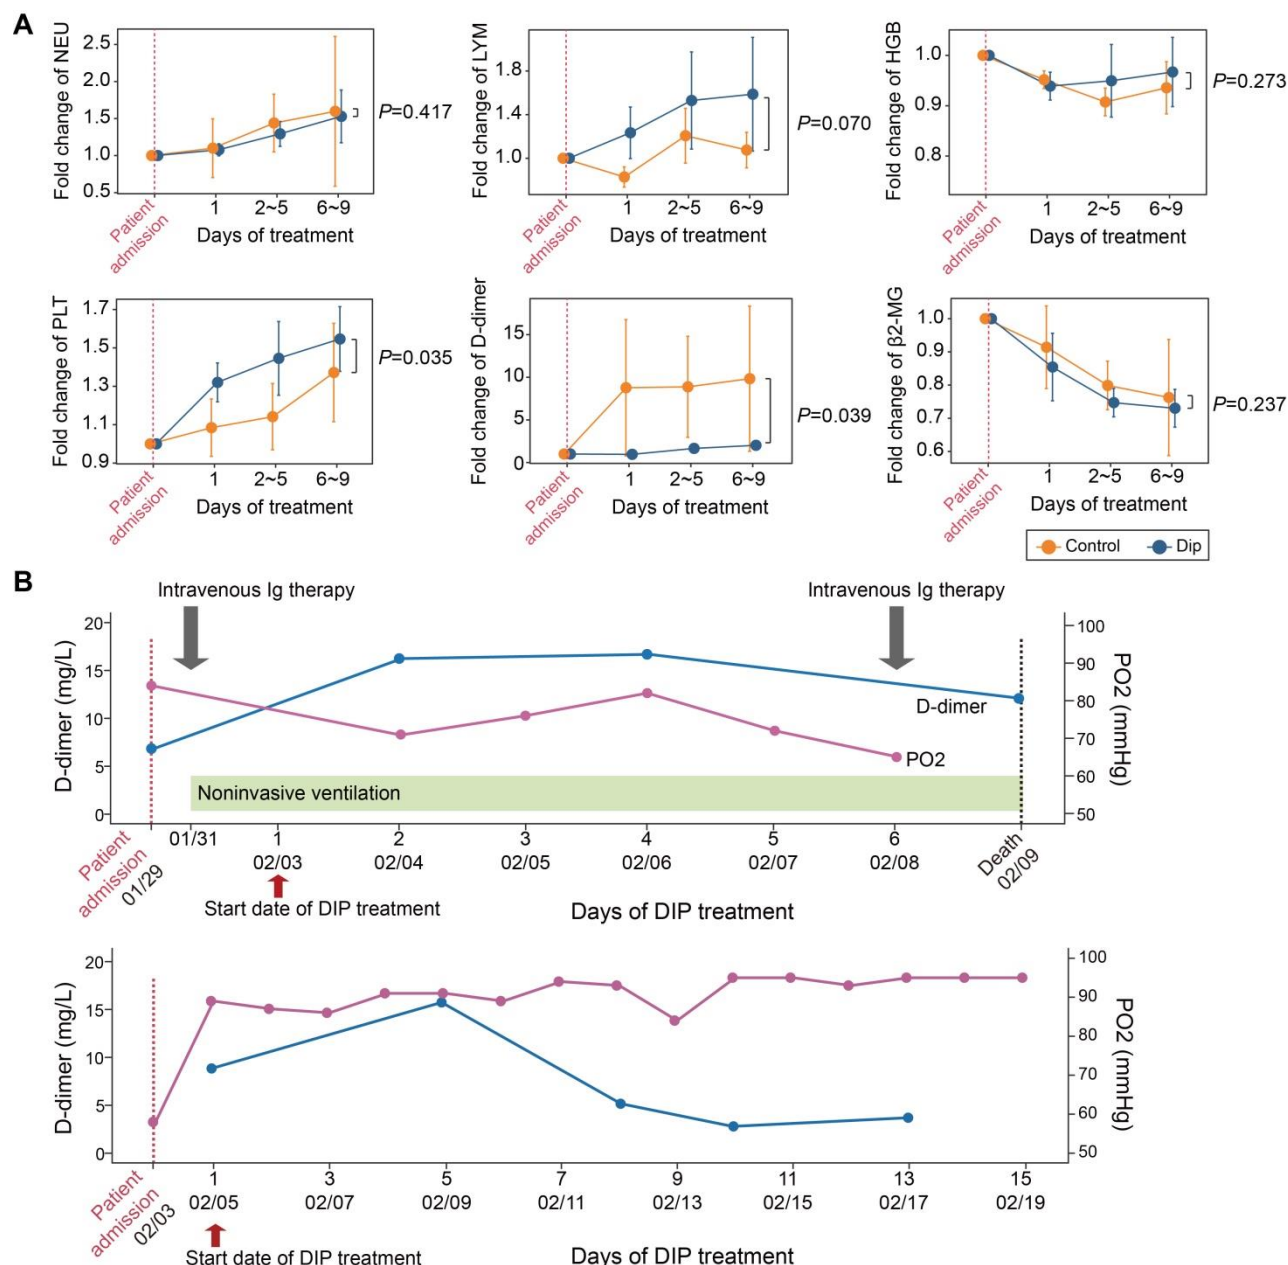 A
Fold change of NEU
2.5
2.0
1.5
1.0
0.5
P=0.417
1 2~5 6~9
Patient
admission
Days of treatment
Fold change of LYM
1.8
1.4
1.0
P=0.070
1 2~5 6~9
Patient
admission
Days of treatment
Fold change of HGB
1.0
0.9
0.8
P=0.273
1 2~5 6~9
Patient
admission
Days of treatment
Fold change of PLT
1.7
1.5
1.3
1.1
0.9
P=0.035
1 2~5 6~9
Patient
admission
Days of treatment
Fold change of D-dimer
15
10
5
0
P=0.039
1 2~5 6~9
Patient
admission
Days of treatment
Fold change of β2-MG
1.0
0.9
0.8
0.7
0.6
P=0.237
1 2~5 6~9
Patient
admission
Days of treatment
Control Dip
B
Intravenous Ig therapy Intravenous Ig therapy
D-dimer (mg/L)
20
15
10
5
0
PO2 (mmHg)
100
90
80
70
60
50
D-dimer
PO2
Noninvasive ventilation
Patient
admission
01/29
01/31
1 2 3 4 5 6
02/03 02/04 02/05 02/06 02/07 02/08
Death
02/09
Start date of DIP treatment
Days of DIP treatment
D-dimer (mg/L)
20
15
10
5
0
PO2 (mmHg)
100
90
80
70
60
50
Patient
admission
02/03
1 3 5 7 9 11 13 15
02/05 02/07 02/09 02/11 02/13 02/15 02/17 02/19
Start date of DIP treatment
Days of DIP treatment